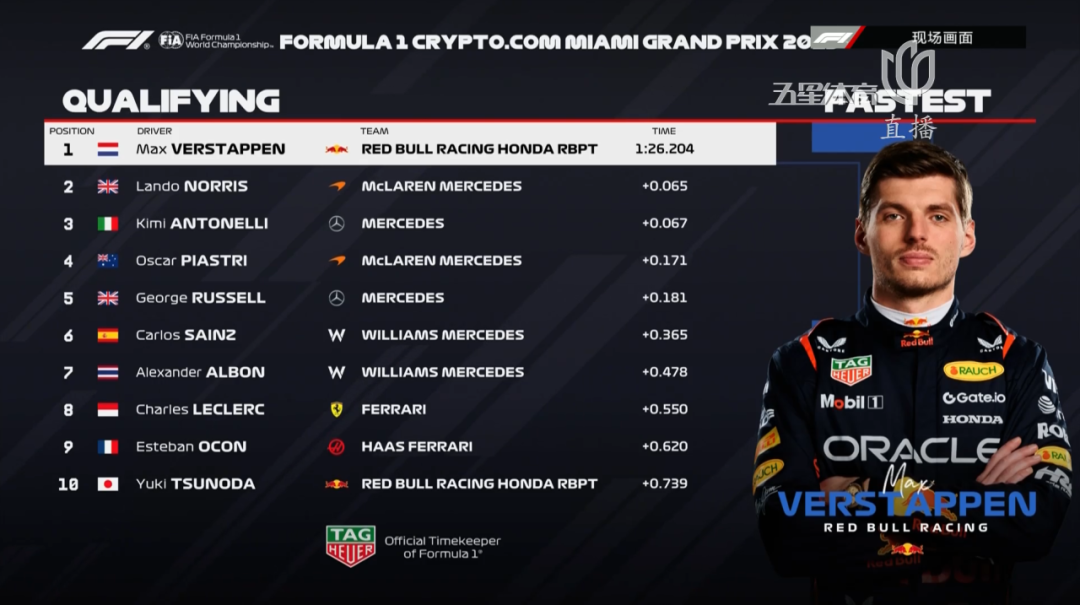 F1 FIA FIA Formula 1 World Championship™ FORMULA 1 CRYPTO.COM MIAMI GRAND PRIX 20
F1 现场画面
QUALIFYING
五星体育
FASTEST
直播
POSITION DRIVER TEAM TIME
1 Max VERSTAPPEN RED BULL RACING HONDA RBPT 1:26.204
2 Lando NORRIS McLAREN MERCEDES +0.065
3 Kimi ANTONELLI MERCEDES +0.067
4 Oscar PIASTRI McLAREN MERCEDES +0.171
5 George RUSSELL MERCEDES +0.181
6 Carlos SAINZ WILLIAMS MERCEDES +0.365
7 Alexander ALBON WILLIAMS MERCEDES +0.478
8 Charles LECLERC FERRARI +0.550
9 Esteban OCON HAAS FERRARI +0.620
10 Yuki TSUNODA RED BULL RACING HONDA RBPT +0.739
TAG HEUER
Official Timekeeper
of Formula 1®
Red Bull
TAG HEUER
RAUCH
Mobil 1
Gate.io
HONDA
ORACLE
Max
VERSTAPPEN
RED BULL RACING